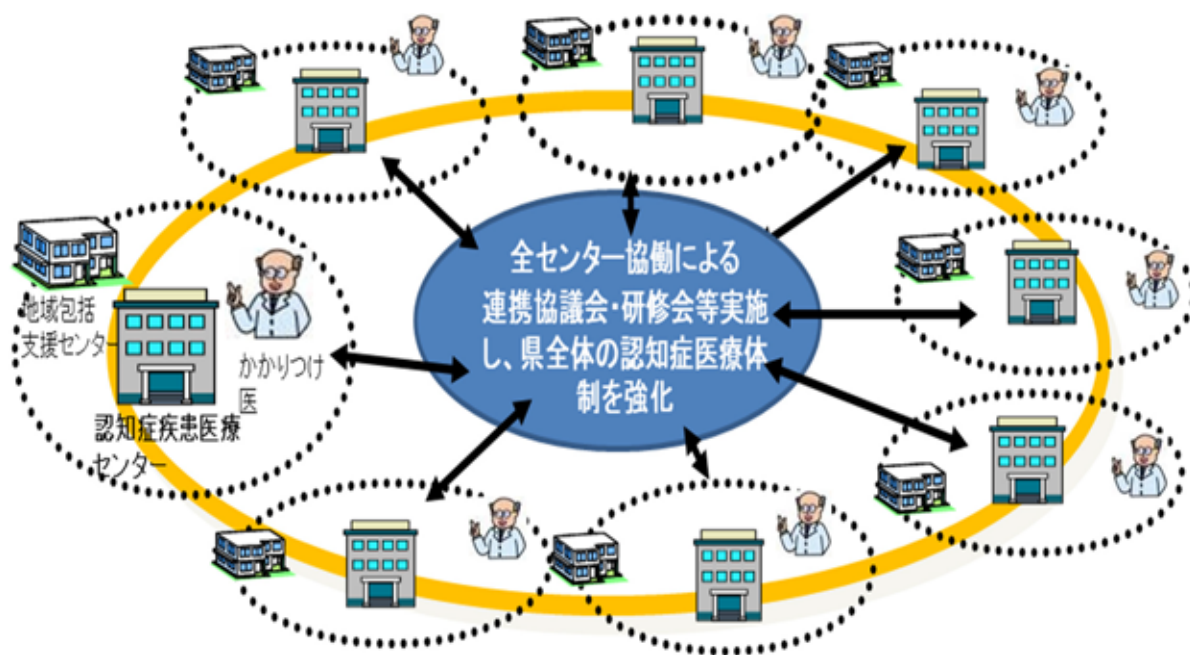 全センター協働による
連携協議会・研修会等実施
し、県全体の認知症医療体
制を強化
地域包括
支援センター
かかりつけ
医
認知症疾患医療
センター